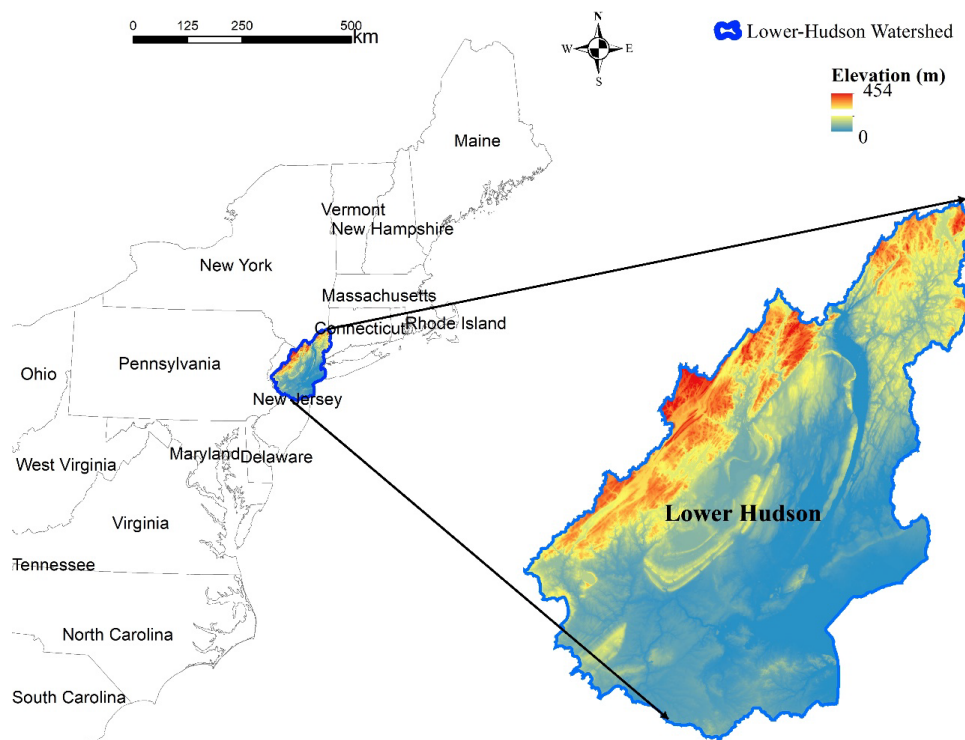 0 125 250 500
km
N
W E
S
Lower-Hudson Watershed
Elevation (m)
454
0
Maine
Vermont
New Hampshire
New York
Massachusetts
Connecticut
Rhode Island
Pennsylvania
Ohio
New Jersey
Maryland
Delaware
West Virginia
Virginia
Lower Hudson
Tennessee
North Carolina
South Carolina